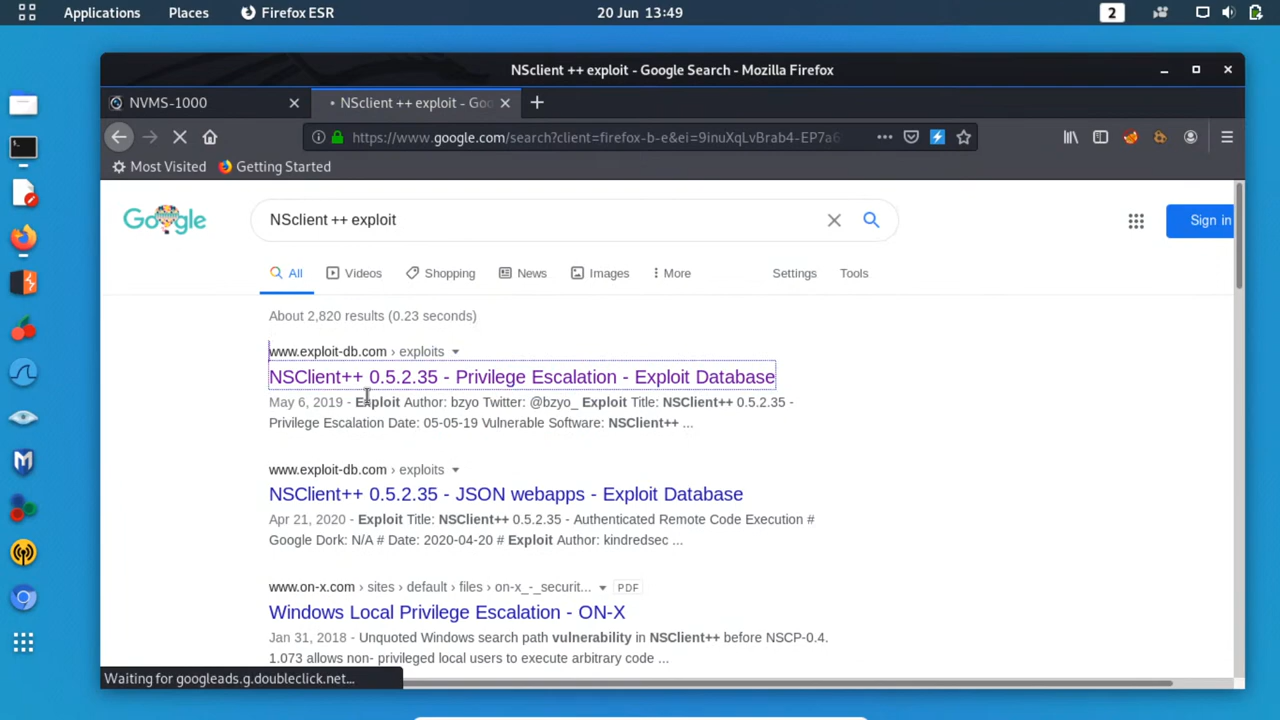 Applications Places Firefox ESR 20 Jun 13:49 2
NSclient ++ exploit - Google Search - Mozilla Firefox
NVMS-1000 NSclient ++ exploit - Goo
https://www.google.com/search?client=firefox-b-e&ei=9inuXqLvBrab4-EP7a6
Most Visited Getting Started
Google NSclient ++ exploit Sign in
All Videos Shopping News Images More Settings Tools
About 2,820 results (0.23 seconds)
www.exploit-db.com › exploits
NSClient++ 0.5.2.35 - Privilege Escalation - Exploit Database
May 6, 2019 - Exploit Author: bzyo Twitter: @bzyo_ Exploit Title: NSClient++ 0.5.2.35 -
Privilege Escalation Date: 05-05-19 Vulnerable Software: NSClient++ ...
www.exploit-db.com › exploits
NSClient++ 0.5.2.35 - JSON webapps - Exploit Database
Apr 21, 2020 - Exploit Title: NSClient++ 0.5.2.35 - Authenticated Remote Code Execution #
Google Dork: N/A # Date: 2020-04-20 # Exploit Author: kindredsec ...
www.on-x.com › sites › default › files › on-x_-_securit... PDF
Windows Local Privilege Escalation - ON-X
Jan 31, 2018 - Unquoted Windows search path vulnerability in NSClient++ before NSCP-0.4.
1.073 allows non- privileged local users to execute arbitrary code ...
Waiting for googleads.g.doubleclick.net...